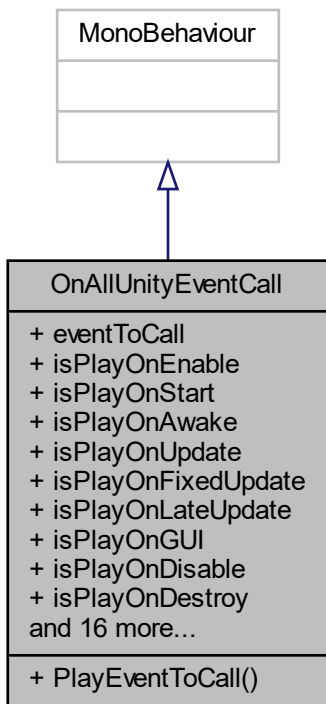 MonoBehaviour
OnAllUnityEventCall
+ eventToCall
+ isPlayOnEnable
+ isPlayOnStart
+ isPlayOnAwake
+ isPlayOnUpdate
+ isPlayOnFixedUpdate
+ isPlayOnLateUpdate
+ isPlayOnGUI
+ isPlayOnDisable
+ isPlayOnDestroy
and 16 more...
+ PlayEventToCall()